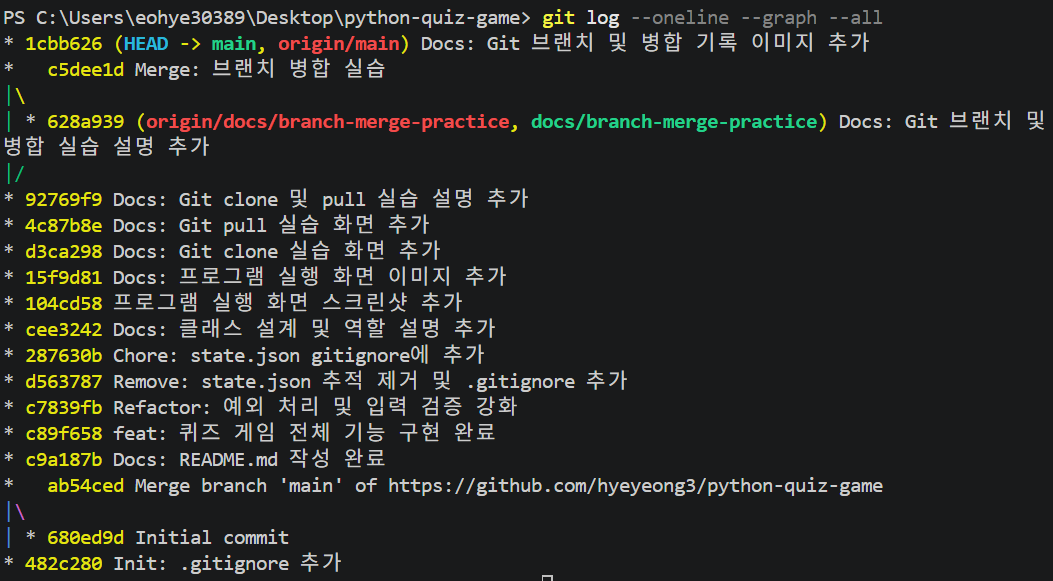 PS C:\Users\eohye30389\Desktop\python-quiz-game> git log --oneline --graph --all
* 1cbb626 (HEAD -> main, origin/main) Docs: Git 브랜치 및 병합 기록 이미지 추가
*   c5dee1d Merge: 브랜치 병합 실습
|\
| * 628a939 (origin/docs/branch-merge-practice, docs/branch-merge-practice) Docs: Git 브랜치 및
병합 실습 설명 추가
|/
* 92769f9 Docs: Git clone 및 pull 실습 설명 추가
* 4c87b8e Docs: Git pull 실습 화면 추가
* d3ca298 Docs: Git clone 실습 화면 추가
* 15f9d81 Docs: 프로그램 실행 화면 이미지 추가
* 104cd58 프로그램 실행 화면 스크린샷 추가
* cee3242 Docs: 클래스 설계 및 역할 설명 추가
* 287630b Chore: state.json gitignore에 추가
* d563787 Remove: state.json 추적 제거 및 .gitignore 추가
* c7839fb Refactor: 예외 처리 및 입력 검증 강화
* c89f658 feat: 퀴즈 게임 전체 기능 구현 완료
* c9a187b Docs: README.md 작성 완료
*   ab54ced Merge branch 'main' of https://github.com/hyeyeong3/python-quiz-game
|\
| * 680ed9d Initial commit
* 482c280 Init: .gitignore 추가